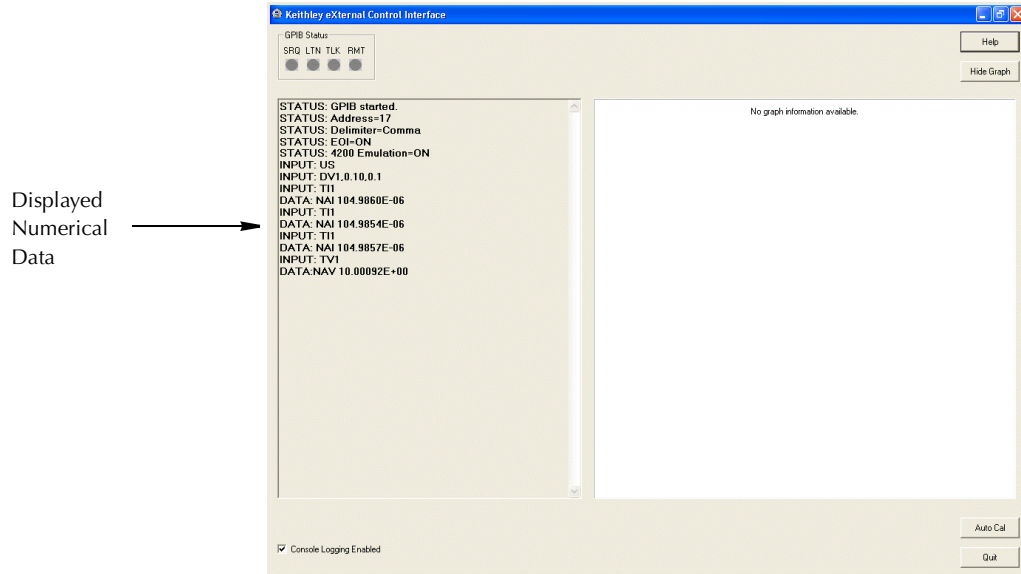 Keithley eXternal Control Interface
GPIB Status
SRQ LTN TLK RMT
Help
Hide Graph
STATUS: GPIB started.
STATUS: Address=17
STATUS: Delimiter=Comma
STATUS: EOI=ON
STATUS: 4200 Emulation=ON
INPUT: US
INPUT: DV1,0.10,0.1
INPUT: TI1
DATA: NAI 104.9860E-06
INPUT: TI1
DATA: NAI 104.9854E-06
INPUT: TI1
DATA: NAI 104.9857E-06
INPUT: TV1
DATA:NAV 10.00092E+00
No graph information available.
Displayed
Numerical
Data
Auto Cal
Console Logging Enabled
Quit